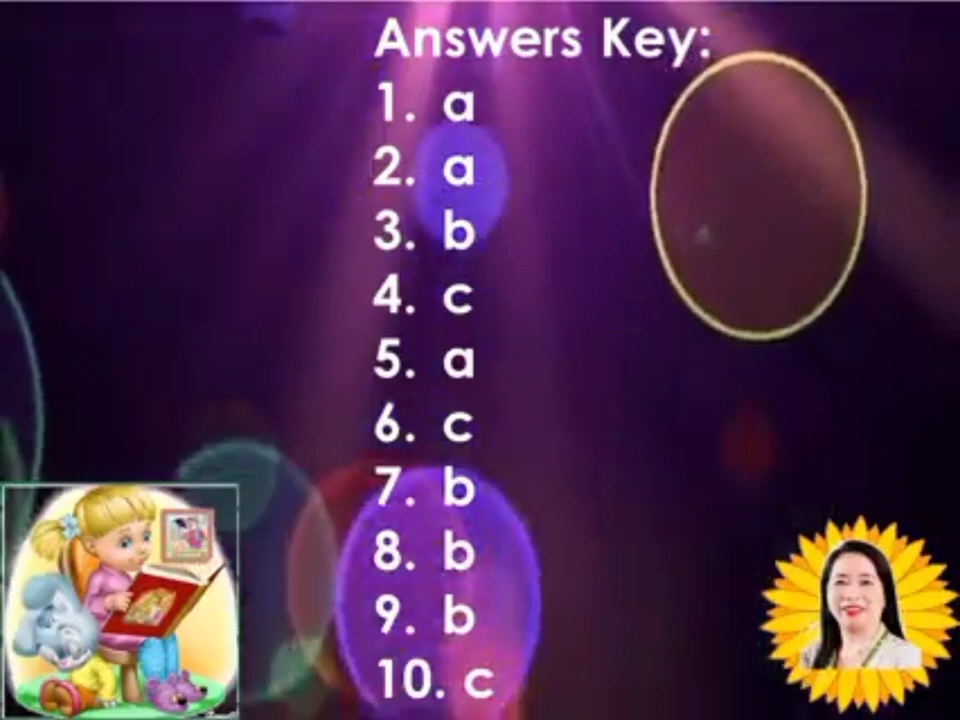 Answers Key:
1. a
2. a
3. b
4. c
5. a
6. c
7. b
8. b
9. b
10. c